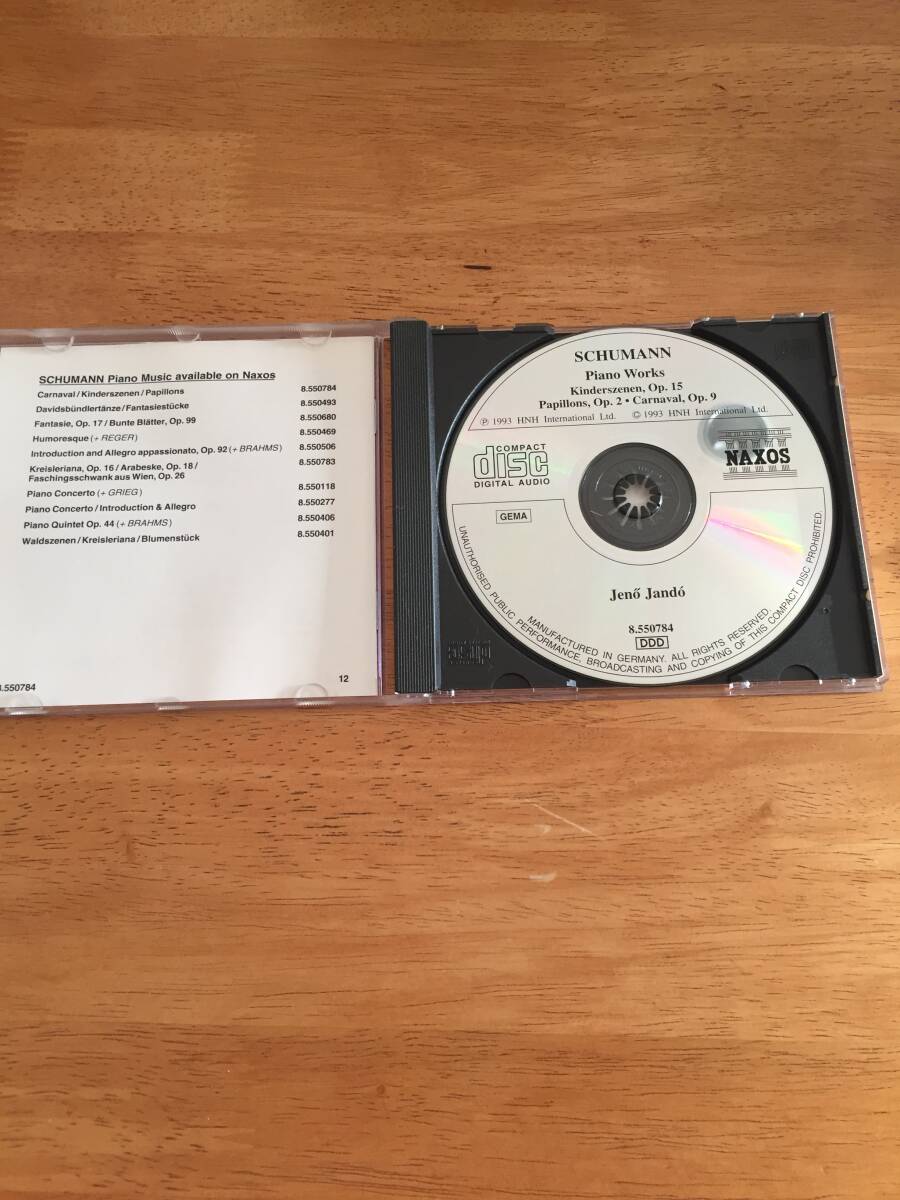 SCHUMANN Piano Music available on Naxos
Carnaval / Kinderszenen / Papillons 8.550784
Davidsbündlertänze / Fantasiestücke 8.550493
Fantasie, Op. 17 / Bunte Blätter, Op. 99 8.550680
Humoresque (+ REGER) 8.550469
Introduction and Allegro appassionato, Op. 92 (+ BRAHMS) 8.550506
Kreisleriana, Op. 16 / Arabeske, Op. 18 / 8.550783
Faschingsschwank aus Wien, Op. 26
Piano Concerto (+ GRIEG) 8.550118
Piano Concerto / Introduction & Allegro 8.550277
Piano Quintet Op. 44 (+ BRAHMS) 8.550406
Waldszenen / Kreisleriana / Blumenstück 8.550401
8.550784
12
SCHUMANN
Piano Works
Kinderszenen, Op. 15
Papillons, Op. 2 • Carnaval, Op. 9
℗ 1993 HNH International Ltd. © 1993 HNH International Ltd.
COMPACT
disc
DIGITAL AUDIO
NAXOS
GEMA
Jenő Jandó
8.550784
DDD
MANUFACTURED IN GERMANY. ALL RIGHTS RESERVED.
UNAUTHORISED PUBLIC PERFORMANCE, BROADCASTING AND COPYING OF THIS COMPACT DISC PROHIBITED.
disc